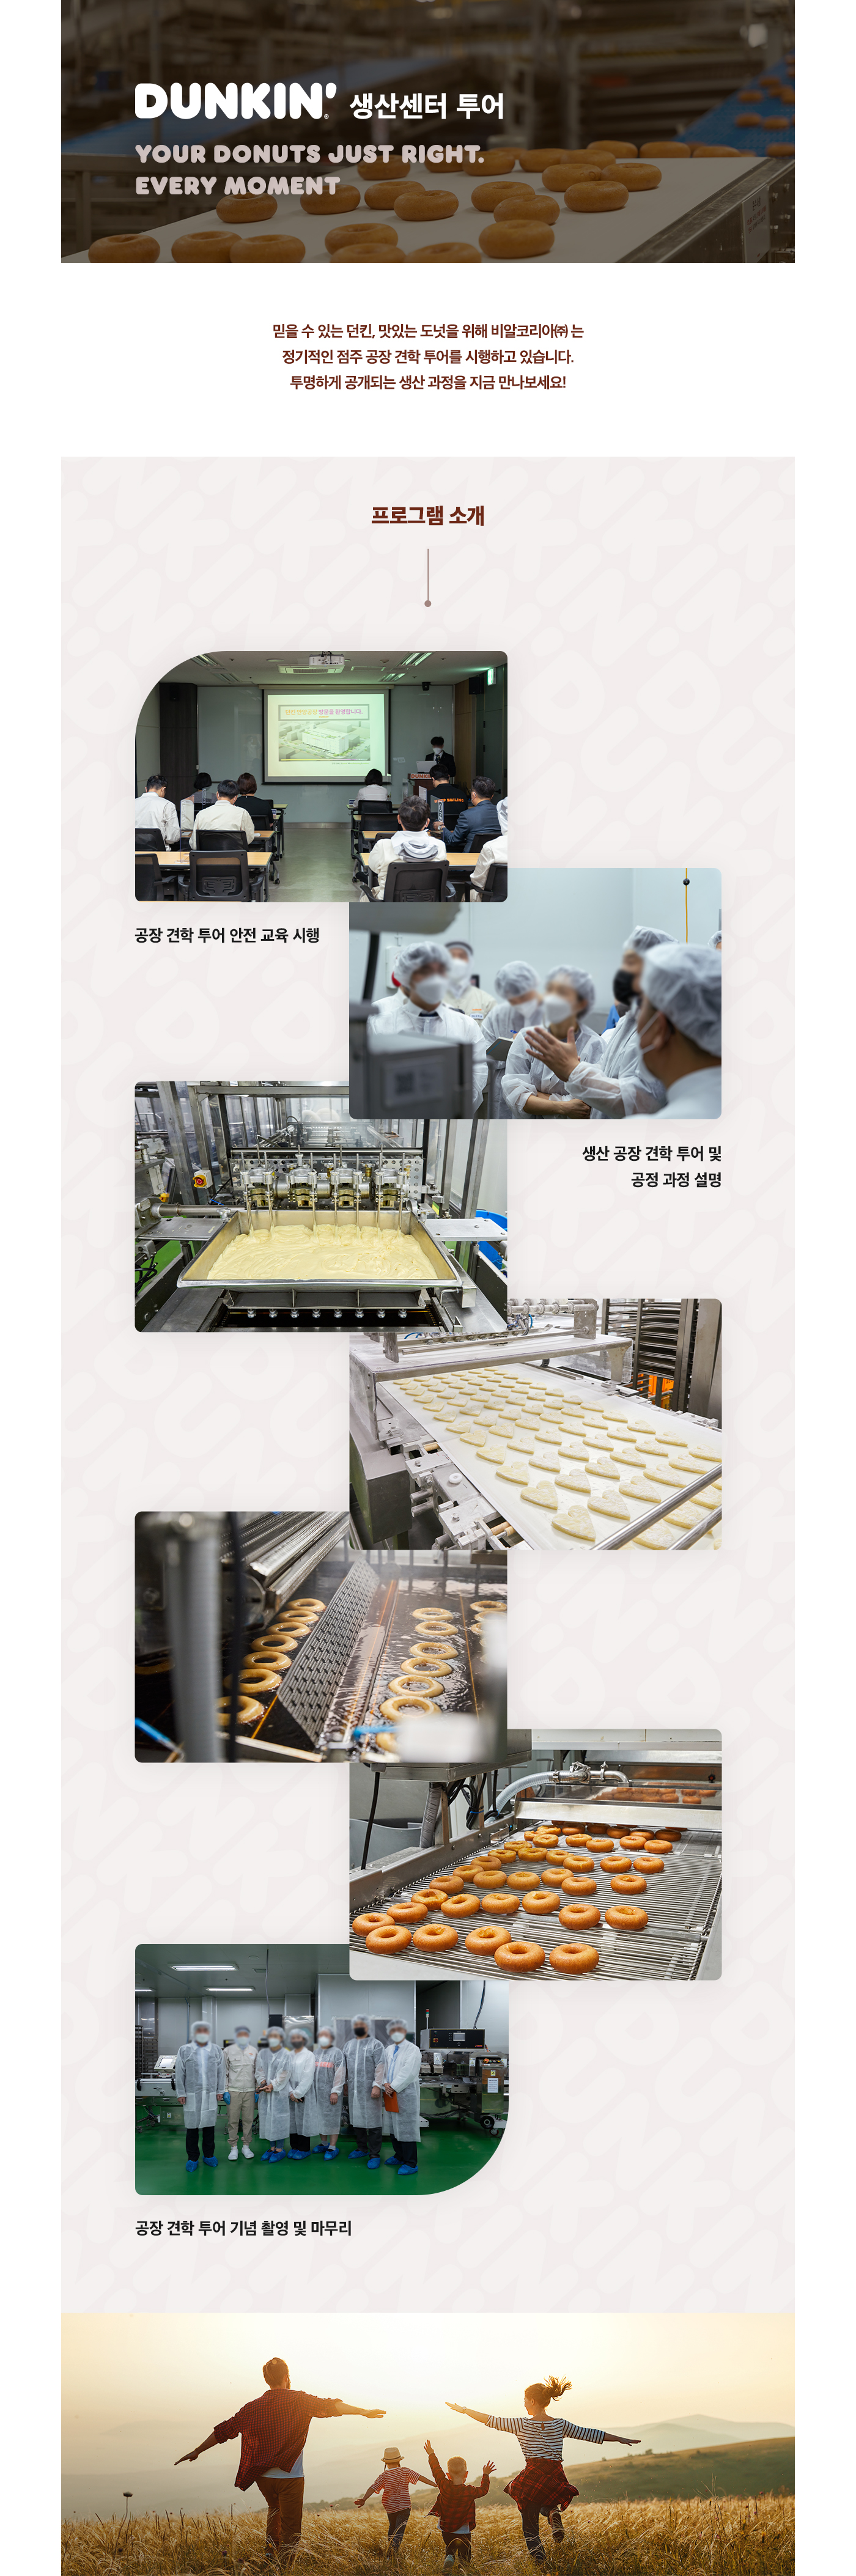 DUNKIN' 생산센터 투어
YOUR DONUTS JUST RIGHT.
EVERY MOMENT
믿을 수 있는 던킨, 맛있는 도넛을 위해 비알코리아㈜ 는
정기적인 점주 공장 견학 투어를 시행하고 있습니다.
투명하게 공개되는 생산 과정을 지금 만나보세요!
프로그램 소개
공장 견학 투어 안전 교육 시행
생산 공장 견학 투어 및
공정 과정 설명
공장 견학 투어 기념 촬영 및 마무리